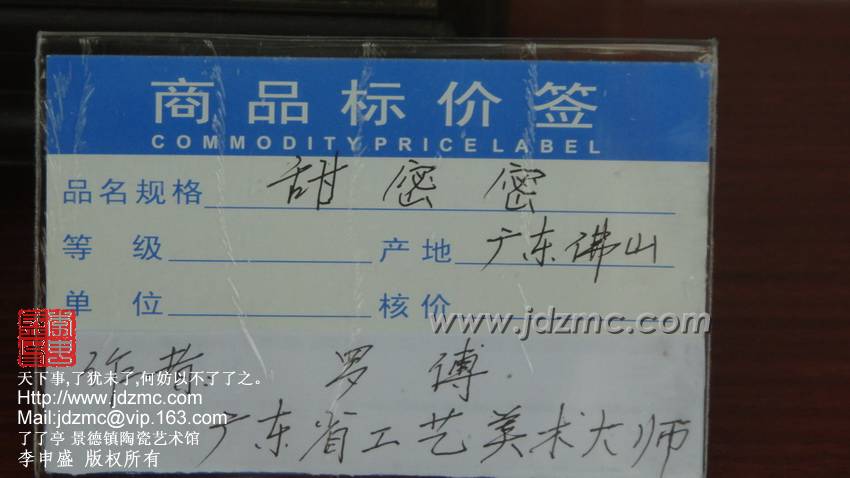 商品标价签
COMMODITY PRICE LABEL
品名规格 甜密密
等级 产地 广东佛山
单位 核价
www.jdzmc.com
作者: 罗傅.
广东省工艺美术大师
天下事,了犹未了,何妨以不了了之。
Http://www.jdzmc.com
Mail:jdzmc@vip.163.com
了了亭 景德镇陶瓷艺术馆
李申盛 版权所有